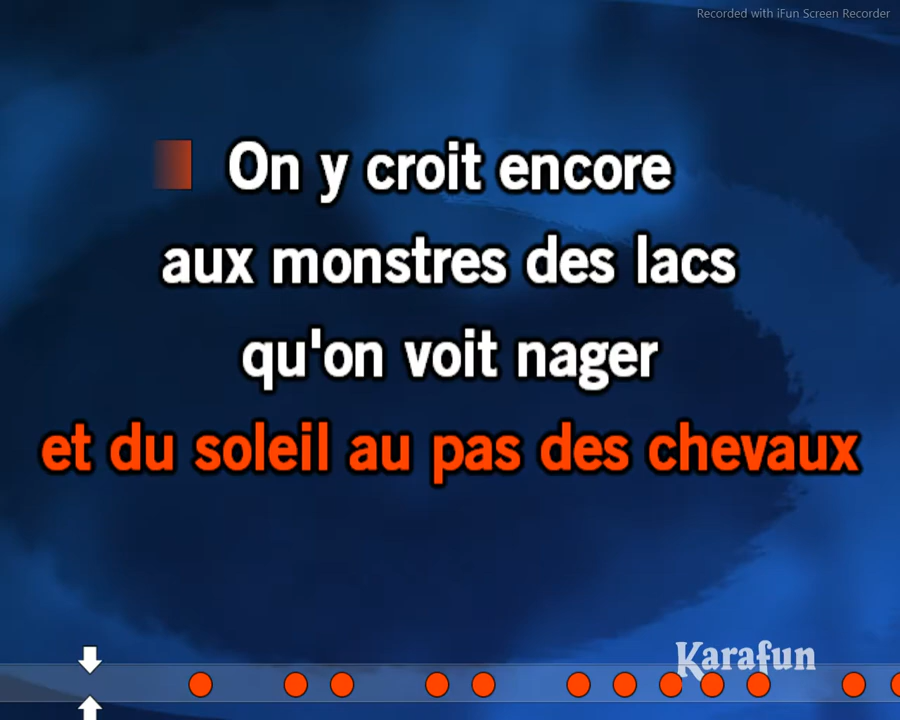 Recorded with iFun Screen Recorder
On y croit encore
aux monstres des lacs
qu'on voit nager
et du soleil au pas des chevaux
Karafun